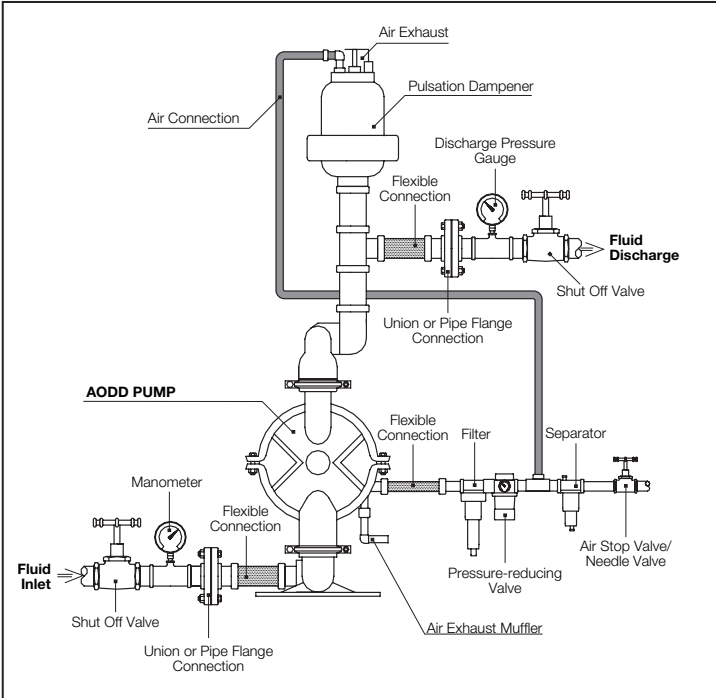 Air Exhaust
Pulsation Dampener
Air Connection
Discharge Pressure
Gauge
Flexible
Connection
Fluid
Discharge
Shut Off Valve
Union or Pipe Flange
Connection
AODD PUMP
Flexible
Connection
Filter
Separator
Manometer
Flexible
Connection
Air Stop Valve/
Needle Valve
Pressure-reducing
Valve
Fluid
Inlet
Shut Off Valve
Air Exhaust Muffler
Union or Pipe Flange
Connection